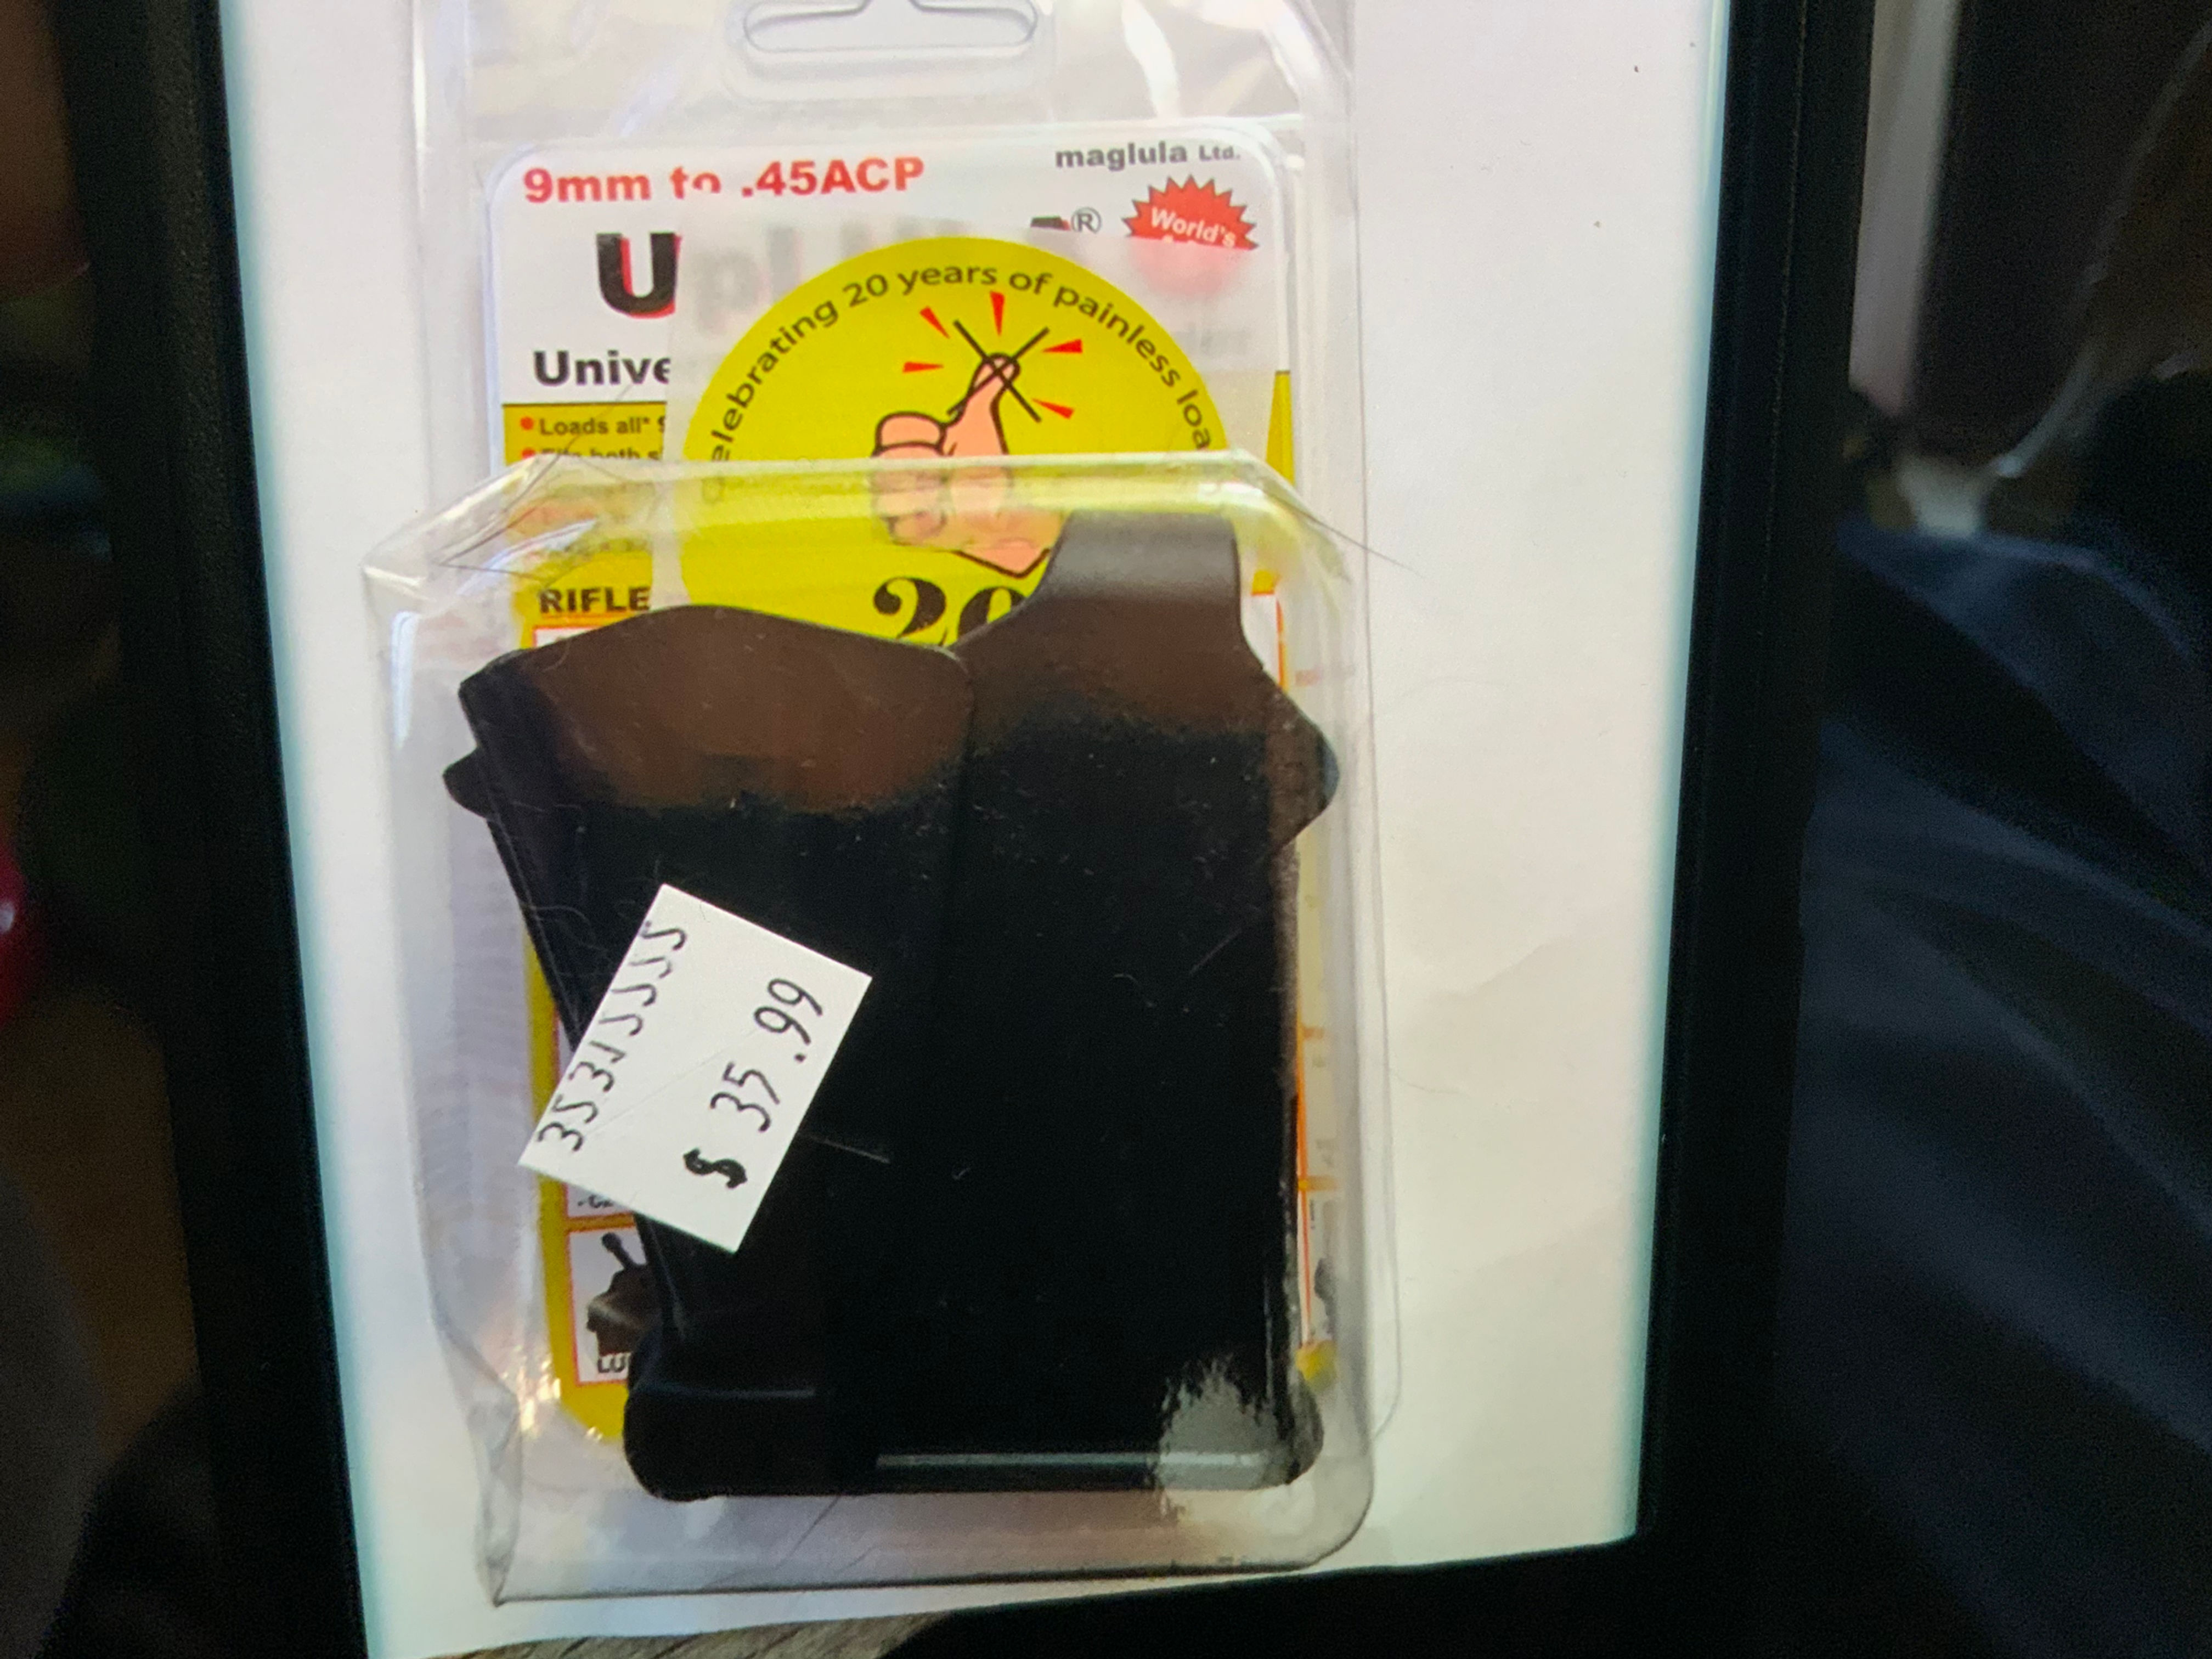 9mm to .45ACP
maglula Ltd.
®
World's
U
Unive
Celebrating 20 years of painless loa
Loads all*
RIFLE
20
$ 35.99
LU